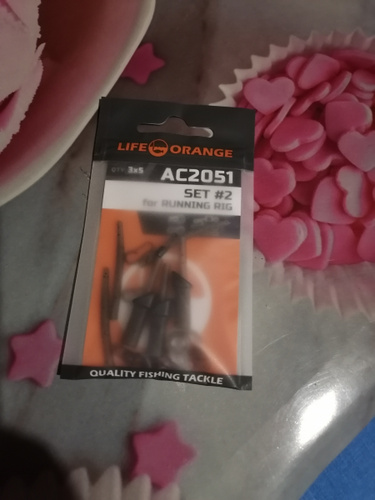 LIFE ORANGE
QTY. 3x5
AC2051
SET #2
for RUNNING RIG
QUALITY FISHING TACKLE